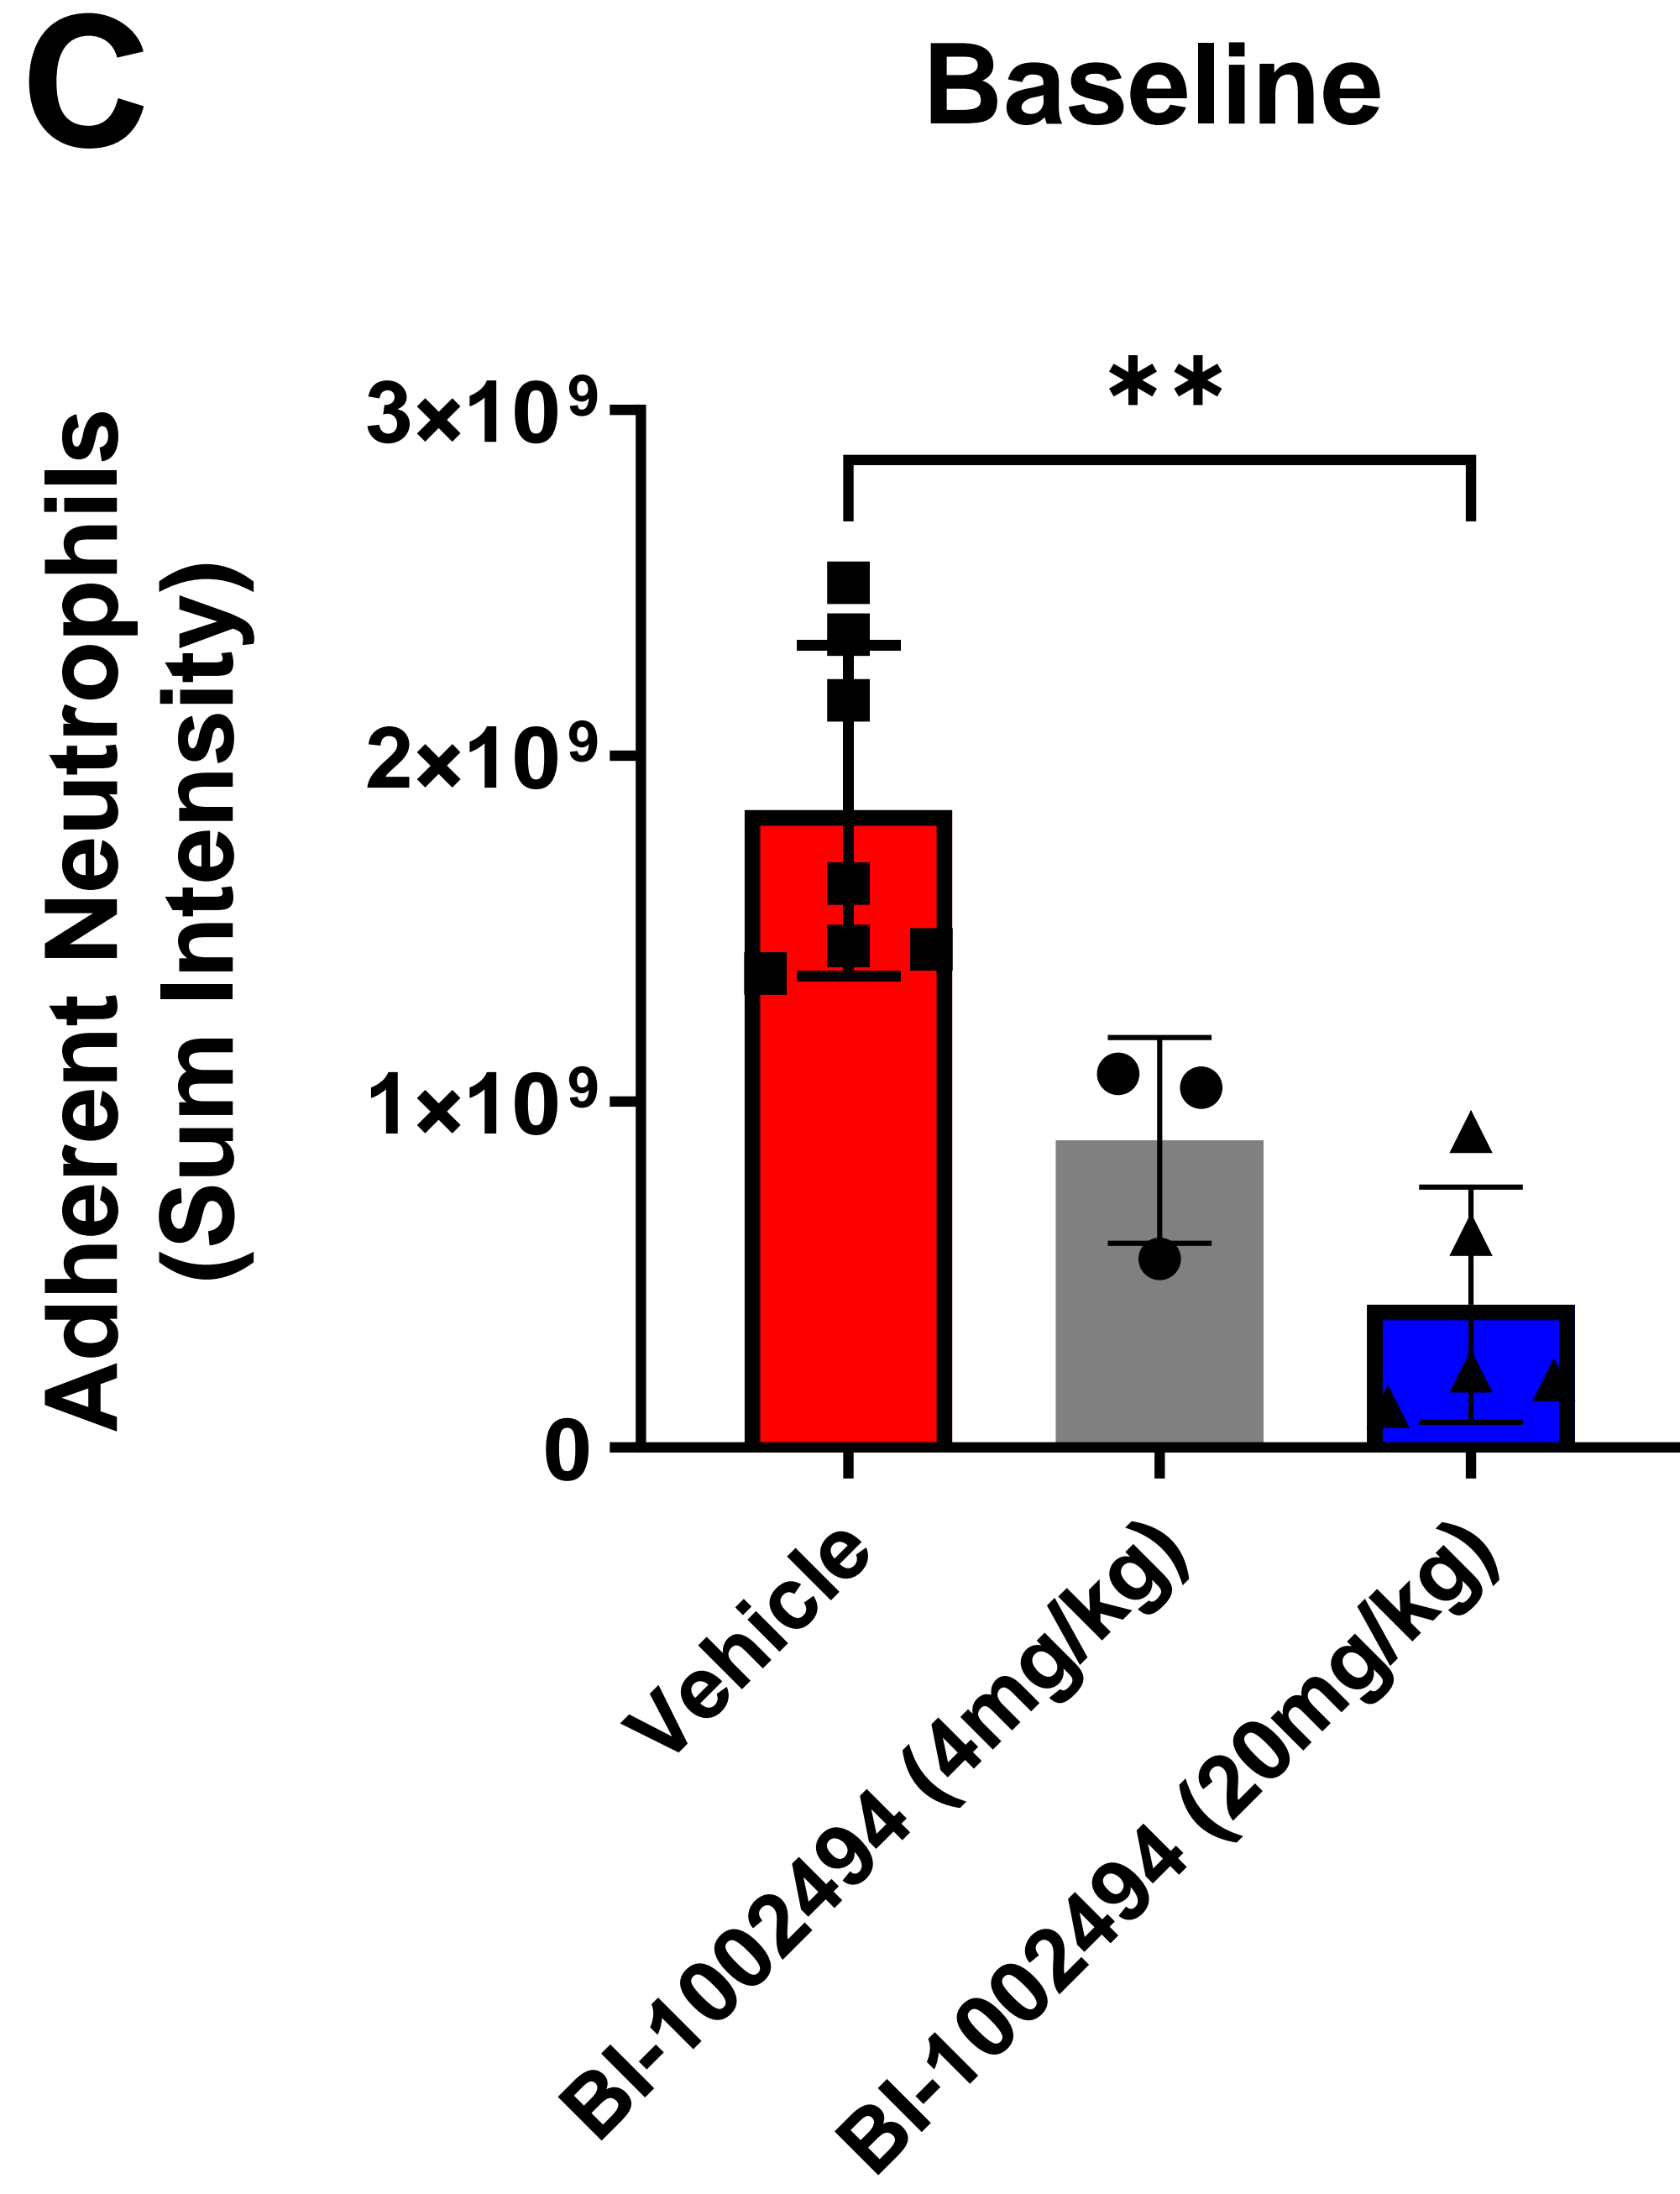 C
Baseline
**
Adherent Neutrophils
(Sum Intensity)
3×10⁹
2×10⁹
1×10⁹
0
Vehicle
BI-1002494 (4mg/kg)
BI-1002494 (20mg/kg)